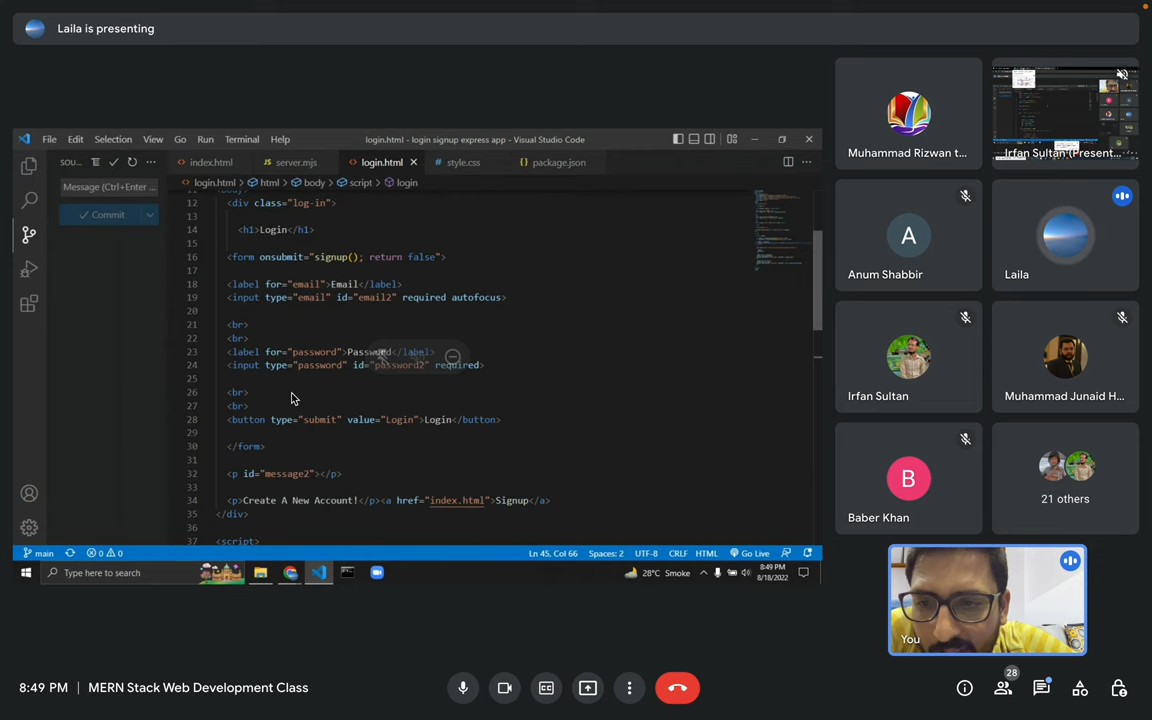 Laila is presenting
File Edit Selection View Go Run Terminal Help
login.html - login signup express app - Visual Studio Code
SOU...
index.html
server.mjs
login.html
style.css
package.json
login.html > html > body > script > login
Message (Ctrl+Enter ...
Commit
11 <body>
12 <div class="log-in">
13
14 <h1>Login</h1>
15
16 <form onsubmit="signup(); return false">
17
18 <label for="email">Email</label>
19 <input type="email" id="email2" required autofocus>
20
21 <br>
22 <br>
23 <label for="password">Password</label>
24 <input type="password" id="password2" required>
25
26 <br>
27 <br>
28 <button type="submit" value="Login">Login</button>
29
30 </form>
31
32 <p id="message2"></p>
33
34 <p>Create A New Account!</p><a href="index.html">Signup</a>
35 </div>
36
37 <script>
main
0 0
Ln 45, Col 66
Spaces: 2
UTF-8
CRLF
HTML
Go Live
Type here to search
28°C Smoke
8:49 PM
8/18/2022
Muhammad Rizwan t...
Irfan Sultan (Present...
A
Anum Shabbir
Laila
Irfan Sultan
Muhammad Junaid H...
B
Baber Khan
21 others
You
8:49 PM | MERN Stack Web Development Class
28